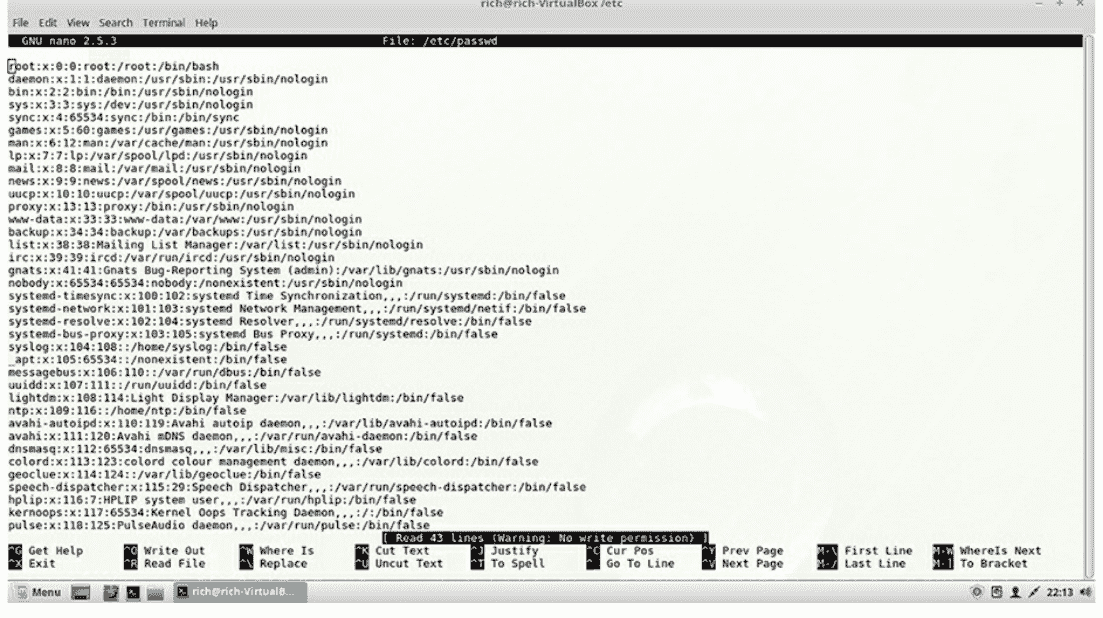 rich@rich-VirtualBox /etc
File Edit View Search Terminal Help
GNU nano 2.5.3 File: /etc/passwd
root:x:0:0:root:/root:/bin/bash
daemon:x:1:1:daemon:/usr/sbin:/usr/sbin/nologin
bin:x:2:2:bin:/bin:/usr/sbin/nologin
sys:x:3:3:sys:/dev:/usr/sbin/nologin
sync:x:4:65534:sync:/bin:/bin/sync
games:x:5:60:games:/usr/games:/usr/sbin/nologin
man:x:6:12:man:/var/cache/man:/usr/sbin/nologin
lp:x:7:7:lp:/var/spool/lpd:/usr/sbin/nologin
mail:x:8:8:mail:/var/mail:/usr/sbin/nologin
news:x:9:9:news:/var/spool/news:/usr/sbin/nologin
uucp:x:10:10:uucp:/var/spool/uucp:/usr/sbin/nologin
proxy:x:13:13:proxy:/bin:/usr/sbin/nologin
www-data:x:33:33:www-data:/var/www:/usr/sbin/nologin
backup:x:34:34:backup:/var/backups:/usr/sbin/nologin
list:x:38:38:Mailing List Manager:/var/list:/usr/sbin/nologin
irc:x:39:39:ircd:/var/run/ircd:/usr/sbin/nologin
gnats:x:41:41:Gnats Bug-Reporting System (admin):/var/lib/gnats:/usr/sbin/nologin
nobody:x:65534:65534:nobody:/nonexistent:/usr/sbin/nologin
systemd-timesync:x:100:102:systemd Time Synchronization,,,:/run/systemd:/bin/false
systemd-network:x:101:103:systemd Network Management,,,:/run/systemd/netif:/bin/false
systemd-resolve:x:102:104:systemd Resolver,,,:/run/systemd/resolve:/bin/false
systemd-bus-proxy:x:103:105:systemd Bus Proxy,,,:/run/systemd:/bin/false
syslog:x:104:108::/home/syslog:/bin/false
_apt:x:105:65534::/nonexistent:/bin/false
messagebus:x:106:110::/var/run/dbus:/bin/false
uuidd:x:107:111::/run/uuidd:/bin/false
lightdm:x:108:114:Light Display Manager:/var/lib/lightdm:/bin/false
ntp:x:109:116::/home/ntp:/bin/false
avahi-autoipd:x:110:119:Avahi autoip daemon,,,:/var/lib/avahi-autoipd:/bin/false
avahi:x:111:120:Avahi mDNS daemon,,,:/var/run/avahi-daemon:/bin/false
dnsmasq:x:112:65534:dnsmasq,,,:/var/lib/misc:/bin/false
colord:x:113:123:colord colour management daemon,,,:/var/lib/colord:/bin/false
geoclue:x:114:124::/var/lib/geoclue:/bin/false
speech-dispatcher:x:115:29:Speech Dispatcher,,,:/var/run/speech-dispatcher:/bin/false
hplip:x:116:7:HPLIP system user,,,:/var/run/hplip:/bin/false
kernoops:x:117:65534:Kernel Oops Tracking Daemon,,,:/:/bin/false
pulse:x:118:125:PulseAudio daemon,,,:/var/run/pulse:/bin/false
[ Read 43 lines (Warning: No write permission) ]
^G Get Help ^O Write Out ^W Where Is ^K Cut Text ^J Justify ^C Cur Pos ^Y Prev Page M-\ First Line M-W WhereIs Next
^X Exit ^R Read File ^\ Replace ^U Uncut Text ^T To Spell ^_ Go To Line ^V Next Page M-/ Last Line M-] To Bracket
Menu rich@rich-VirtualB... 22:13